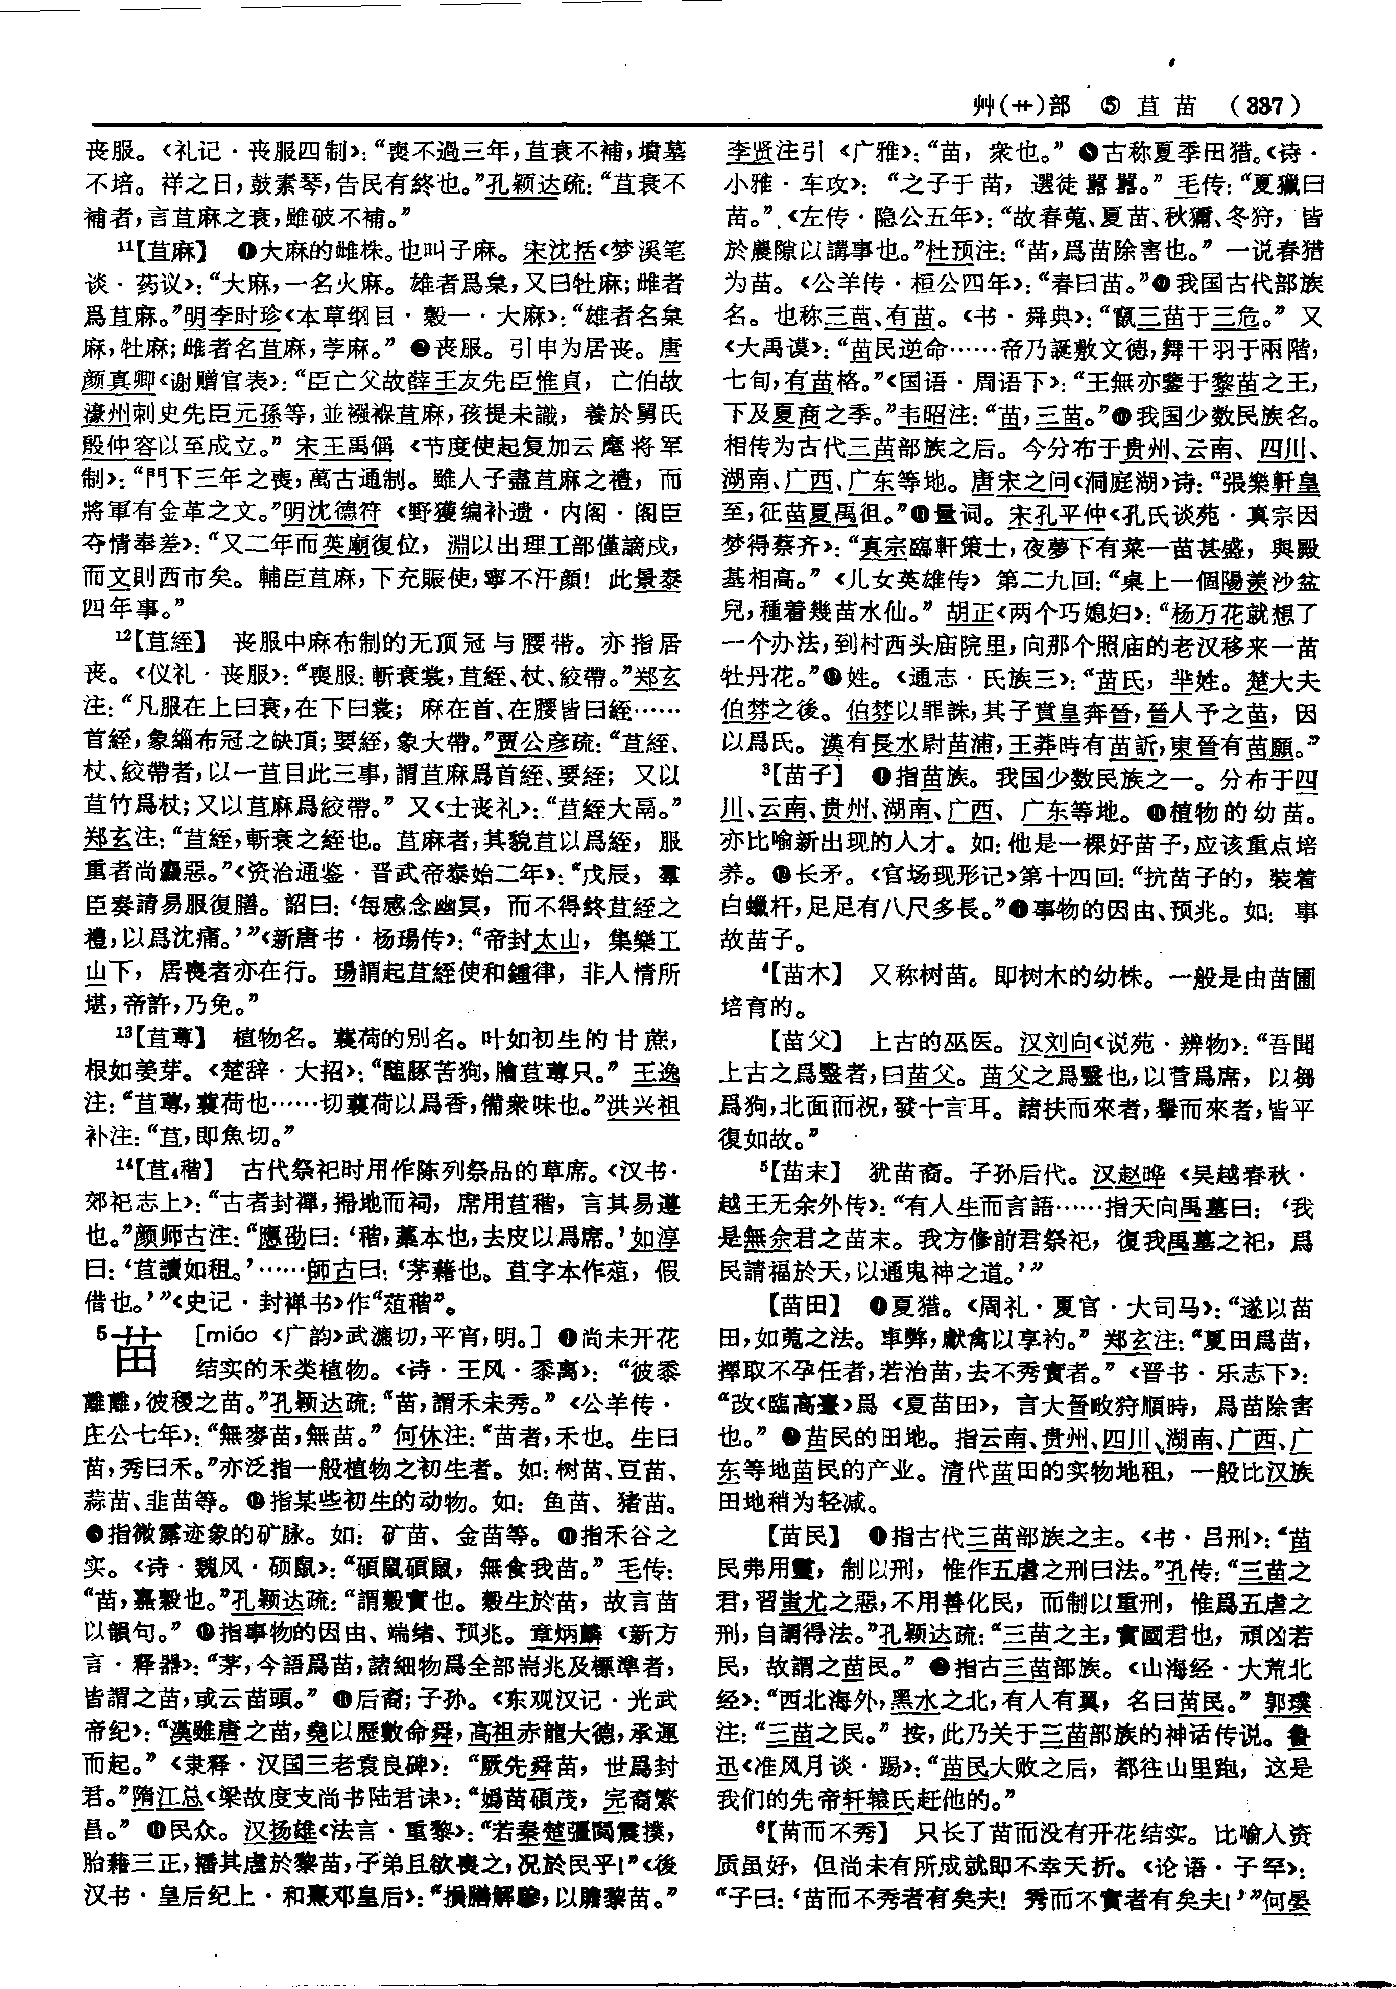 艸(艹)部 ⑤ 苴 苗 (337)
丧服。《礼记·丧服四制》：“喪不過三年，苴衰不補，墳墓
不培。祥之日，鼓素琴，告民有終也。”孔颖达疏：“苴衰不
補者，言苴麻之衰，雖破不補。”
11【苴麻】 ❶大麻的雌株。也叫子麻。宋沈括《梦溪笔
谈·药议》：“大麻，一名火麻。雄者爲枲，又曰牡麻；雌者
爲苴麻。”明李时珍《本草纲目·穀一·大麻》：“雄者名枲
麻，牡麻；雌者名苴麻，荸麻。”❷丧服。引申为居丧。唐
颜真卿《谢赠官表》：“臣亡父故薛王友先臣惟貞，亡伯故
濠州刺史先臣元孫等，並襁褓苴麻，孩提未識，養於舅氏
殷仲容以至成立。”宋王禹偁《节度使起复加云麾将军
制》：“門下三年之喪，萬古通制。雖人子盡苴麻之禮，而
將軍有金革之文。”明沈德符《野獲编补遗·内阁·阁臣
夺情奉差》：“又二年而英廟復位，淵以出理工部僅謫戍，
而文則西市矣。輔臣苴麻，下充賑使，寧不汗顏！此景泰
四年事。”
12【苴絰】 丧服中麻布制的无顶冠与腰带。亦指居
丧。《仪礼·丧服》：“喪服：斬衰裳，苴絰、杖、絞帶。”郑玄
注：“凡服在上曰衰，在下曰裳；麻在首、在腰皆曰絰……
首絰，象緇布冠之缺項；要絰，象大帶。”贾公彦疏：“苴絰、
杖、絞帶者，以一苴目此三事，謂苴麻爲首絰、要絰；又以
苴竹爲杖；又以苴麻爲絞帶。”又《士丧礼》：“苴絰大鬲。”
郑玄注：“苴絰，斬衰之絰也。苴麻者，其貌苴以爲絰，服
重者尚麤惡。”《资治通鉴·晋武帝泰始二年》：“戊辰，羣
臣奏請易服復膳。詔曰：‘每感念幽冥，而不得終苴絰之
禮，以爲沈痛。’”《新唐书·杨瑒传》：“帝封太山，集樂工
山下，居喪者亦在行。瑒謂起苴絰使和鍾律，非人情所
堪，帝許，乃免。”
13【苴蓴】 植物名。蘘荷的别名。叶如初生的甘蔗，
根如姜芽。《楚辞·大招》：“醢豚苦狗，膾苴蓴只。”王逸
注：“苴蓴，蘘荷也……切蘘荷以爲香，備衆味也。”洪兴祖
补注：“苴，即魚切。”
14【苴稭】 古代祭祀时用作陈列祭品的草席。《汉书·
郊祀志上》：“古者封禪，掃地而祠，席用苴稭，言其易遵
也。”颜师古注：“應劭曰：‘稭，藁本也，去皮以爲席。’如淳
曰：‘苴讀如租。’……師古曰：‘茅藉也。苴字本作蒩，假
借也。’”《史记·封禅书》作“菹稭”。
5苗 [miáo《广韵》武瀌切，平宵，明。] ❶尚未开花
结实的禾类植物。《诗·王风·黍离》：“彼黍
離離，彼稷之苗。”孔颖达疏：“苗，謂禾未秀。”《公羊传·
庄公七年》：“無麥苗，無苗。”何休注：“苗者，禾也。生曰
苗，秀曰禾。”亦泛指一般植物之初生者。如：树苗、豆苗、
蒜苗、韭苗等。❷指某些初生的动物。如：鱼苗、猪苗。
❸指微露迹象的矿脉。如：矿苗、金苗等。❹指禾谷之
实。《诗·魏风·硕鼠》：“碩鼠碩鼠，無食我苗。”毛传：
“苗，嘉穀也。”孔颖达疏：“謂穀實也。穀生於苗，故言苗
以韻句。”❺指事物的因由、端绪、预兆。章炳麟《新方
言·释器》：“茅，今語爲苗，諸細物爲全部耑兆及標準者，
皆謂之苗，或云苗頭。”❻后裔；子孙。《东观汉记·光武
帝纪》：“漢雖唐之苗，堯以歷數命舜，高祖赤龍大德，承運
而起。”《隶释·汉国三老袁良碑》：“厥先舜苗，世爲封
君。”隋江总《梁故度支尚书陆君诔》：“媯苗碩茂，完裔繁
昌。”❼民众。汉扬雄《法言·重黎》：“若秦楚彊鬩震撲，
胎藉三正，播其虐於黎苗，子弟且欲喪之，况於民乎！”《後
汉书·皇后纪上·和熹邓皇后》：“損膳解驂，以贍黎苗。”
李贤注引《广雅》：“苗，衆也。”❽古称夏季田猎。《诗·
小雅·车攻》：“之子于苗，選徒囂囂。”毛传：“夏獵曰
苗。”《左传·隐公五年》：“故春蒐、夏苗、秋獮、冬狩，皆
於農隙以講事也。”杜预注：“苗，爲苗除害也。”一说春猎
为苗。《公羊传·桓公四年》：“春曰苗。”❾我国古代部族
名。也称三苗、有苗。《书·舜典》：“竄三苗于三危。”又
《大禹谟》：“苗民逆命……帝乃誕敷文德，舞干羽于兩階，
七旬，有苗格。”《国语·周语下》：“王無亦鑒于黎苗之王，
下及夏商之季。”韦昭注：“苗，三苗。”❿我国少数民族名。
相传为古代三苗部族之后。今分布于贵州、云南、四川、
湖南、广西、广东等地。唐宋之问《洞庭湖》诗：“張樂軒皇
至，征苗夏禹徂。”⓫量词。宋孔平仲《孔氏谈苑·真宗因
梦得蔡齐》：“真宗臨軒策士，夜夢下有菜一苗甚盛，與殿
基相高。”《儿女英雄传》第二九回：“桌上一個陽羨沙盆
兒，種着幾苗水仙。”胡正《两个巧媳妇》：“杨万花就想了
一个办法，到村西头庙院里，向那个照庙的老汉移来一苗
牡丹花。”⓬姓。《通志·氏族三》：“苗氏，羋姓。楚大夫
伯棼之後。伯棼以罪誅，其子賁皇奔晉，晉人予之苗，因
以爲氏。漢有長水尉苗浦，王莽時有苗訢，東晉有苗願。”
3【苗子】 ❶指苗族。我国少数民族之一。分布于四
川、云南、贵州、湖南、广西、广东等地。❷植物的幼苗。
亦比喻新出现的人才。如：他是一棵好苗子，应该重点培
养。❸长矛。《官场现形记》第十四回：“抗苗子的，装着
白蠟杆，足足有八尺多長。”❹事物的因由、预兆。如：事
故苗子。
4【苗木】 又称树苗。即树木的幼株。一般是由苗圃
培育的。
【苗父】 上古的巫医。汉刘向《说苑·辨物》：“吾聞
上古之爲毉者，曰苗父。苗父之爲毉也，以菅爲席，以芻
爲狗，北面而祝，發十言耳。諸扶而來者，轝而來者，皆平
復如故。”
5【苗末】 犹苗裔。子孙后代。汉赵晔《吴越春秋·
越王无余外传》：“有人生而言語……指天向禹墓曰：‘我
是無余君之苗末。我方修前君祭祀，復我禹墓之祀，爲
民請福於天，以通鬼神之道。’”
【苗田】 ❶夏猎。《周礼·夏官·大司马》：“遂以苗
田，如蒐之法。車弊，獻禽以享礿。”郑玄注：“夏田爲苗，
擇取不孕任者，若治苗，去不秀實者。”《晋书·乐志下》：
“改《臨高臺》爲《夏苗田》，言大晉畋狩順時，爲苗除害
也。”❷苗民的田地。指云南、贵州、四川、湖南、广西、广
东等地苗民的产业。清代苗田的实物地租，一般比汉族
田地稍为轻减。
【苗民】 ❶指古代三苗部族之主。《书·吕刑》：“苗
民弗用靈，制以刑，惟作五虐之刑曰法。”孔传：“三苗之
君，習蚩尤之惡，不用善化民，而制以重刑，惟爲五虐之
刑，自謂得法。”孔颖达疏：“三苗之主，實國君也，頑凶若
民，故謂之苗民。”❷指古三苗部族。《山海经·大荒北
经》：“西北海外，黑水之北，有人有翼，名曰苗民。”郭璞
注：“三苗之民。”按，此乃关于三苗部族的神话传说。鲁
迅《准风月谈·踢》：“苗民大败之后，都往山里跑，这是
我们的先帝轩辕氏赶他的。”
6【苗而不秀】 只长了苗而没有开花结实。比喻人资
质虽好，但尚未有所成就即不幸夭折。《论语·子罕》：
“子曰：‘苗而不秀者有矣夫！秀而不實者有矣夫！’”何晏